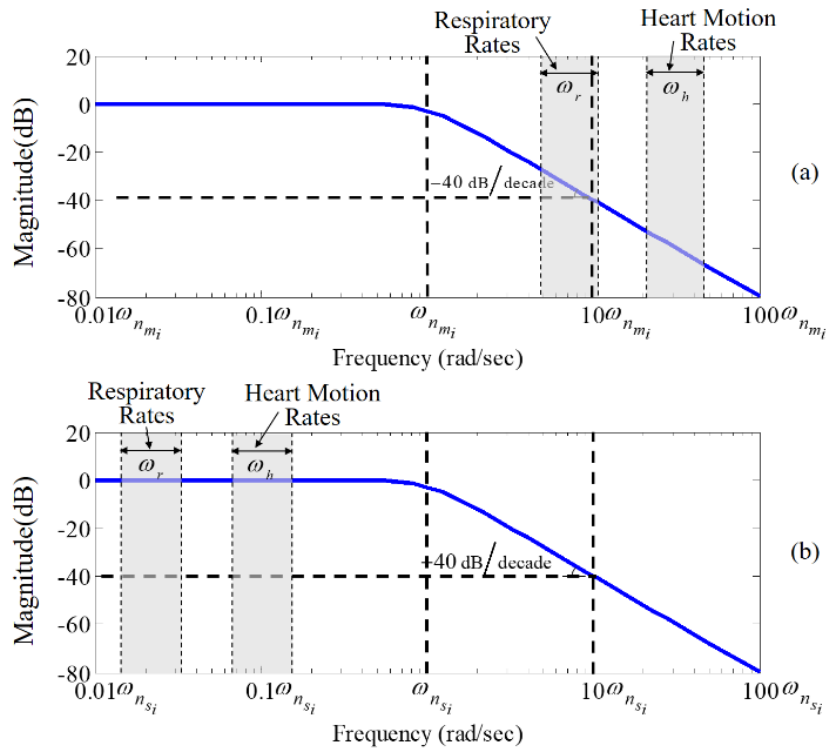 Respiratory Rates
Heart Motion Rates
20
0
-20
-40
-60
-80
Magnitude(dB)
ω_r
ω_h
−40 dB/decade
(a)
0.01ω_{n_{m_i}}
0.1ω_{n_{m_i}}
ω_{n_{m_i}}
10ω_{n_{m_i}}
100ω_{n_{m_i}}
Frequency (rad/sec)
Respiratory Rates
Heart Motion Rates
20
0
-20
-40
-60
-80
Magnitude(dB)
ω_r
ω_h
+40 dB/decade
(b)
0.01ω_{n_{s_i}}
0.1ω_{n_{s_i}}
ω_{n_{s_i}}
10ω_{n_{s_i}}
100ω_{n_{s_i}}
Frequency (rad/sec)